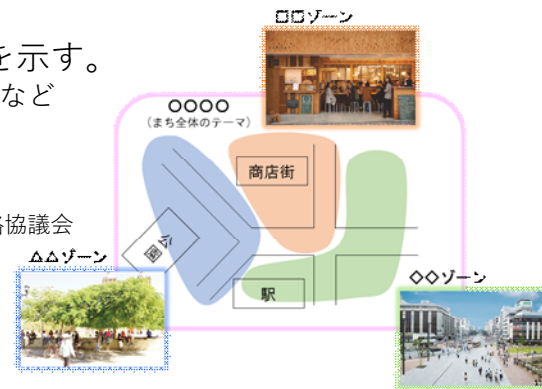 □□ゾーン
を示す。
など
○○○○
(まち全体のテーマ)
商店街
協議会
公園
△△ゾーン
◇◇ゾーン
駅